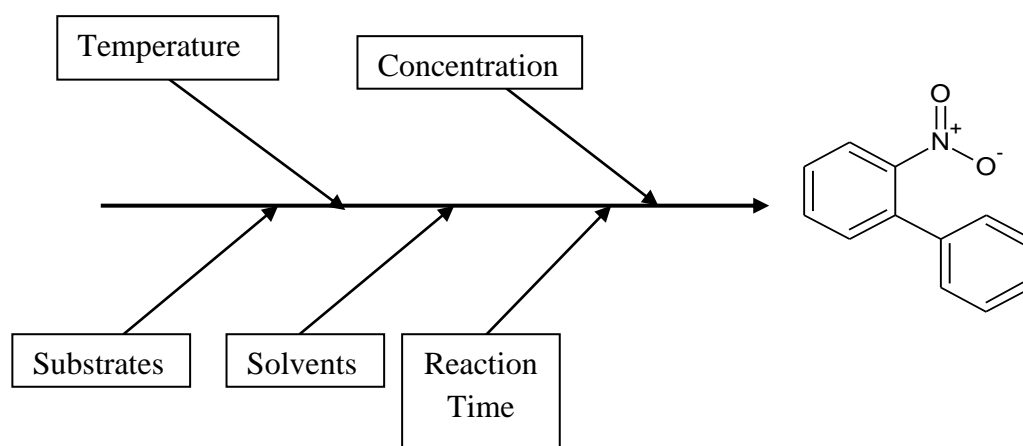 Temperature
Concentration
O
N+
O-
Substrates
Solvents
Reaction
Time